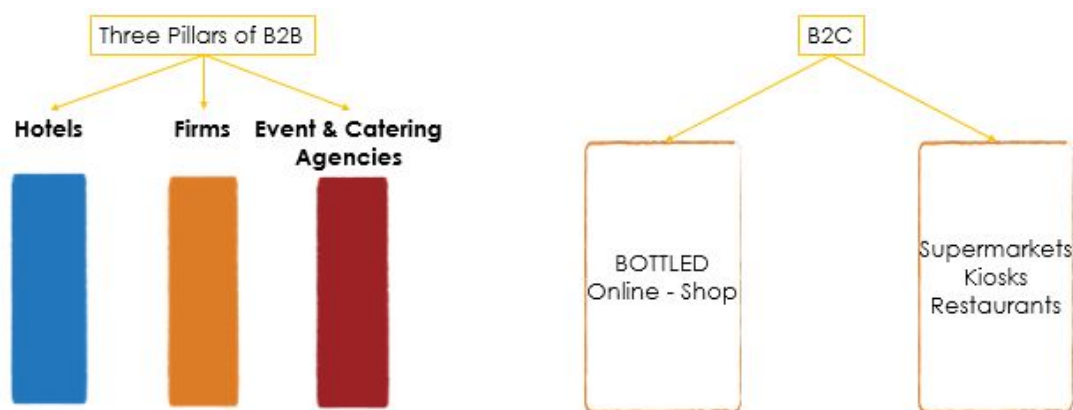 Three Pillars of B2B
B2C
Hotels
Firms
Event & Catering
Agencies
BOTTLED
Online - Shop
Supermarkets
Kiosks
Restaurants